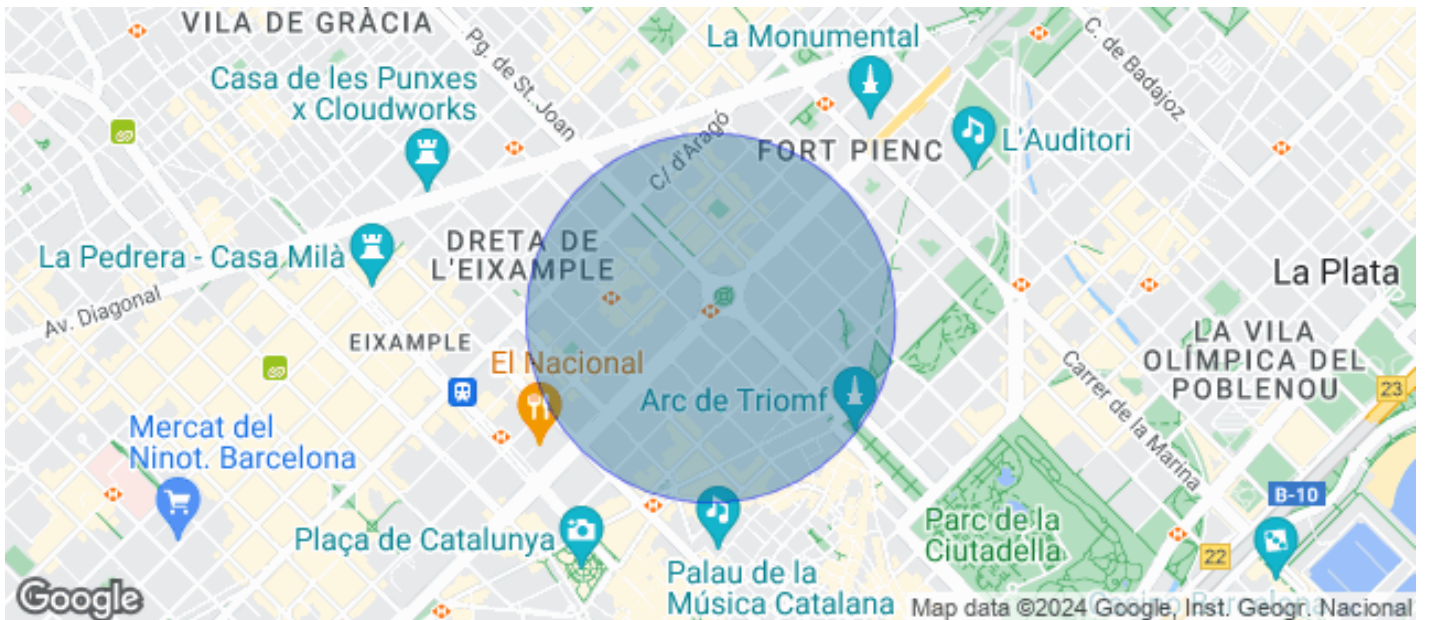 VILA DE GRÀCIA
Pg. de St. Joan
La Monumental
C. de Badajoz
Casa de les Punxes
x Cloudworks
C/ d'Aragó
FORT PIENC
L'Auditori
La Pedrera - Casa Milà
DRETA DE
L'EIXAMPLE
La Plata
Av. Diagonal
EIXAMPLE
LA VILA
OLÍMPICA DEL
POBLENOU
El Nacional
Arc de Triomf
Carrer de la Marina
23
Mercat del
Ninot. Barcelona
B-10
Plaça de Catalunya
Parc de la
Ciutadella
22
Palau de la
Música Catalana
Google
Map data ©2024 Google, Inst. Geogr. Nacional